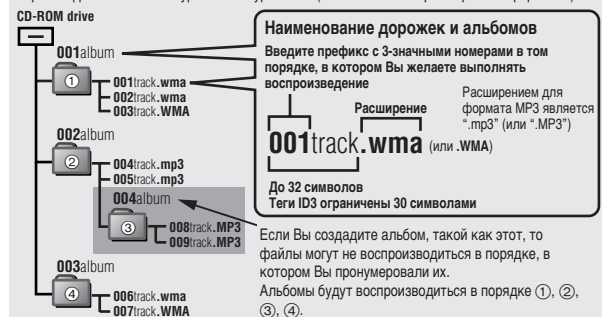 CD-ROM drive
001album
① 001track.wma
002track.wma
003track.WMA
002album
② 004track.mp3
005track.mp3
004album
③ 008track.MP3
009track.MP3
003album
④ 006track.wma
007track.WMA
Наименование дорожек и альбомов
Введите префикс с 3-значными номерами в том
порядке, в котором Вы желаете выполнять
воспроизведение
Расширение
001track.wma (или .WMA)
До 32 символов
Теги ID3 ограничены 30 символами
Расширением для
формата MP3 является
“.mp3” (или “.MP3”)
Если Вы создадите альбом, такой как этот, то
файлы могут не воспроизводиться в порядке, в
котором Вы пронумеровали их.
Альбомы будут воспроизводиться в порядке ①, ②,
③, ④.